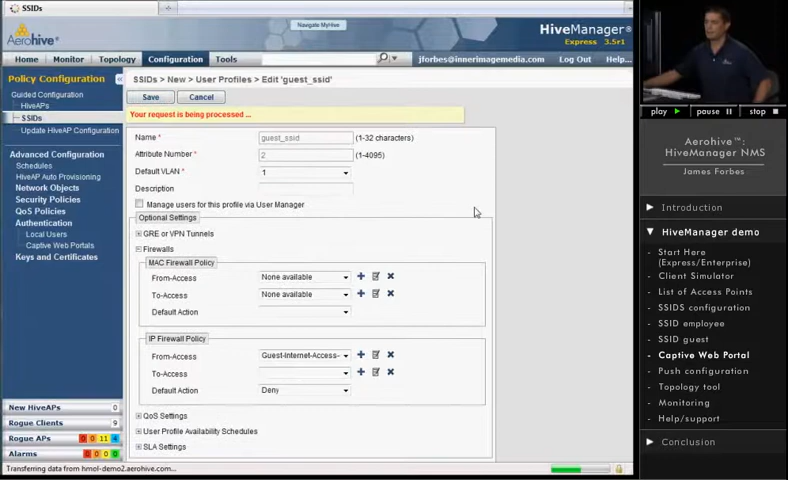 SSIDs
Navigate MyHive
Aerohive
NETWORKS
HiveManager®
Express 3.5r1
Home Monitor Topology Configuration Tools
jforbes@innerimagemedia.com Log Out Help...
Policy Configuration
Guided Configuration
HiveAPs
SSIDs
Update HiveAP Configuration
Advanced Configuration
Schedules
HiveAP Auto Provisioning
Network Objects
Security Policies
QoS Policies
Authentication
Local Users
Captive Web Portals
Keys and Certificates
New HiveAPs 0
Rogue Clients 9
Rogue APs 0 0 11 4
Alarms 0 0 0 0
SSIDs > New > User Profiles > Edit 'guest_ssid'
Save Cancel
Your request is being processed ...
Name * guest_ssid (1-32 characters)
Attribute Number * 2 (1-4095)
Default VLAN * 1
Description
Manage users for this profile via User Manager
Optional Settings
GRE or VPN Tunnels
Firewalls
MAC Firewall Policy
From-Access None available
To-Access None available
Default Action
IP Firewall Policy
From-Access Guest-Internet-Access-
To-Access
Default Action Deny
QoS Settings
User Profile Availability Schedules
SLA Settings
Transferring data from hmol-demo2.aerohive.com...
play pause stop
Aerohive™:
HiveManager NMS
James Forbes
Introduction
HiveManager demo
- Start Here
(Express/Enterprise)
- Client Simulator
- List of Access Points
- SSIDS configuration
- SSID employee
- SSID guest
- Captive Web Portal
- Push configuration
- Topology tool
- Monitoring
- Help/support
Conclusion